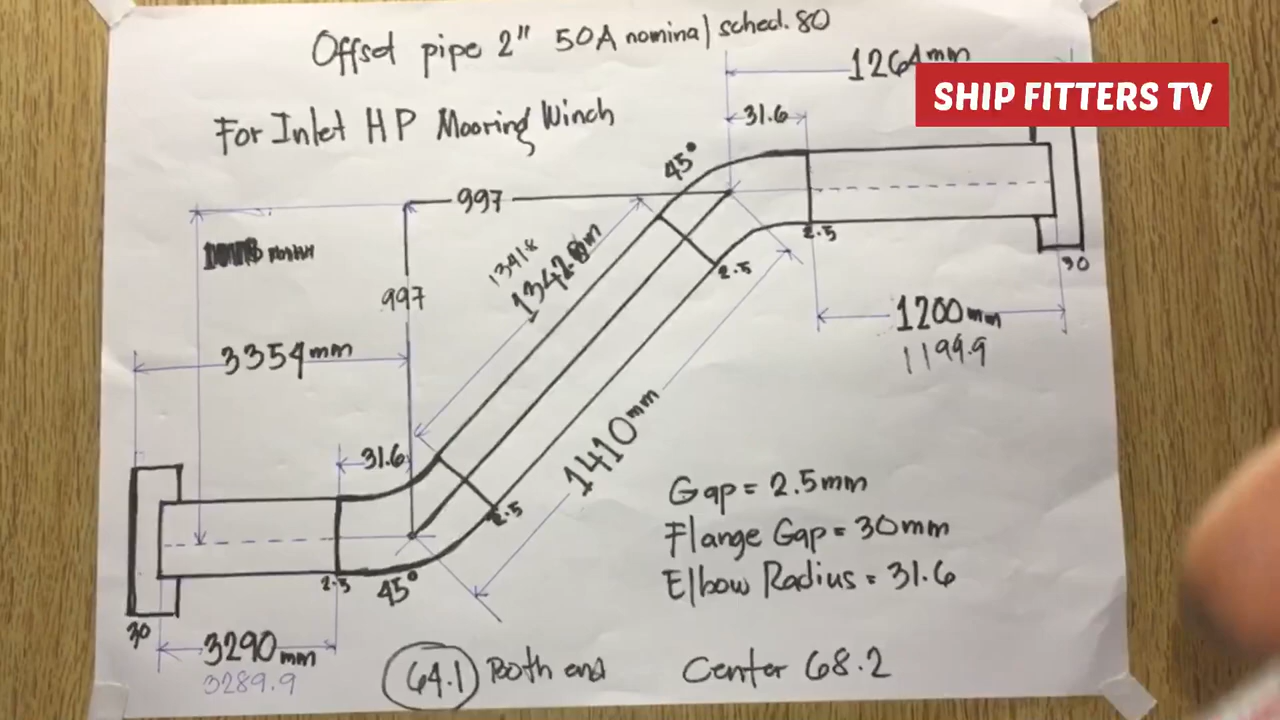 Offset pipe 2" 50A nominal sched. 80
1264mm
SHIP FITTERS TV
For Inlet HP Mooring Winch
31.6
45°
997
2.5
1341.8
2.5
997
30
1200mm
1199.9
3354mm
1410mm
31.6
Gap = 2.5mm
2.5
Flange Gap = 30mm
2.5
45°
Elbow Radius = 31.6
30
3290mm
3289.9
64.1 Both end
Center 68.2